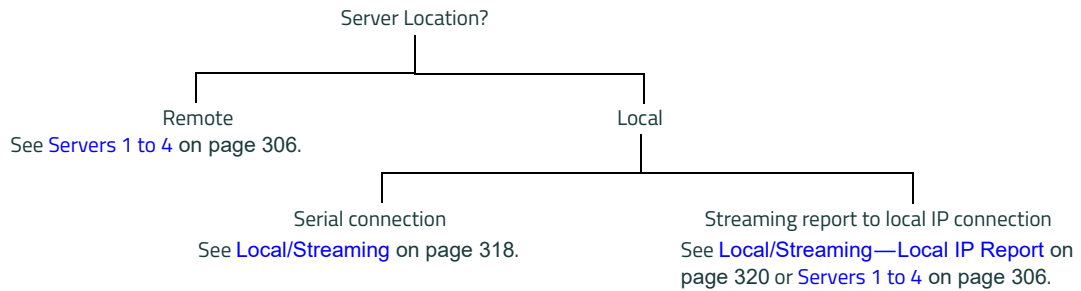 Server Location?
Remote
See Servers 1 to 4 on page 306.
Local
Serial connection
See Local/Streaming on page 318.
Streaming report to local IP connection
See Local/Streaming—Local IP Report on
page 320 or Servers 1 to 4 on page 306.